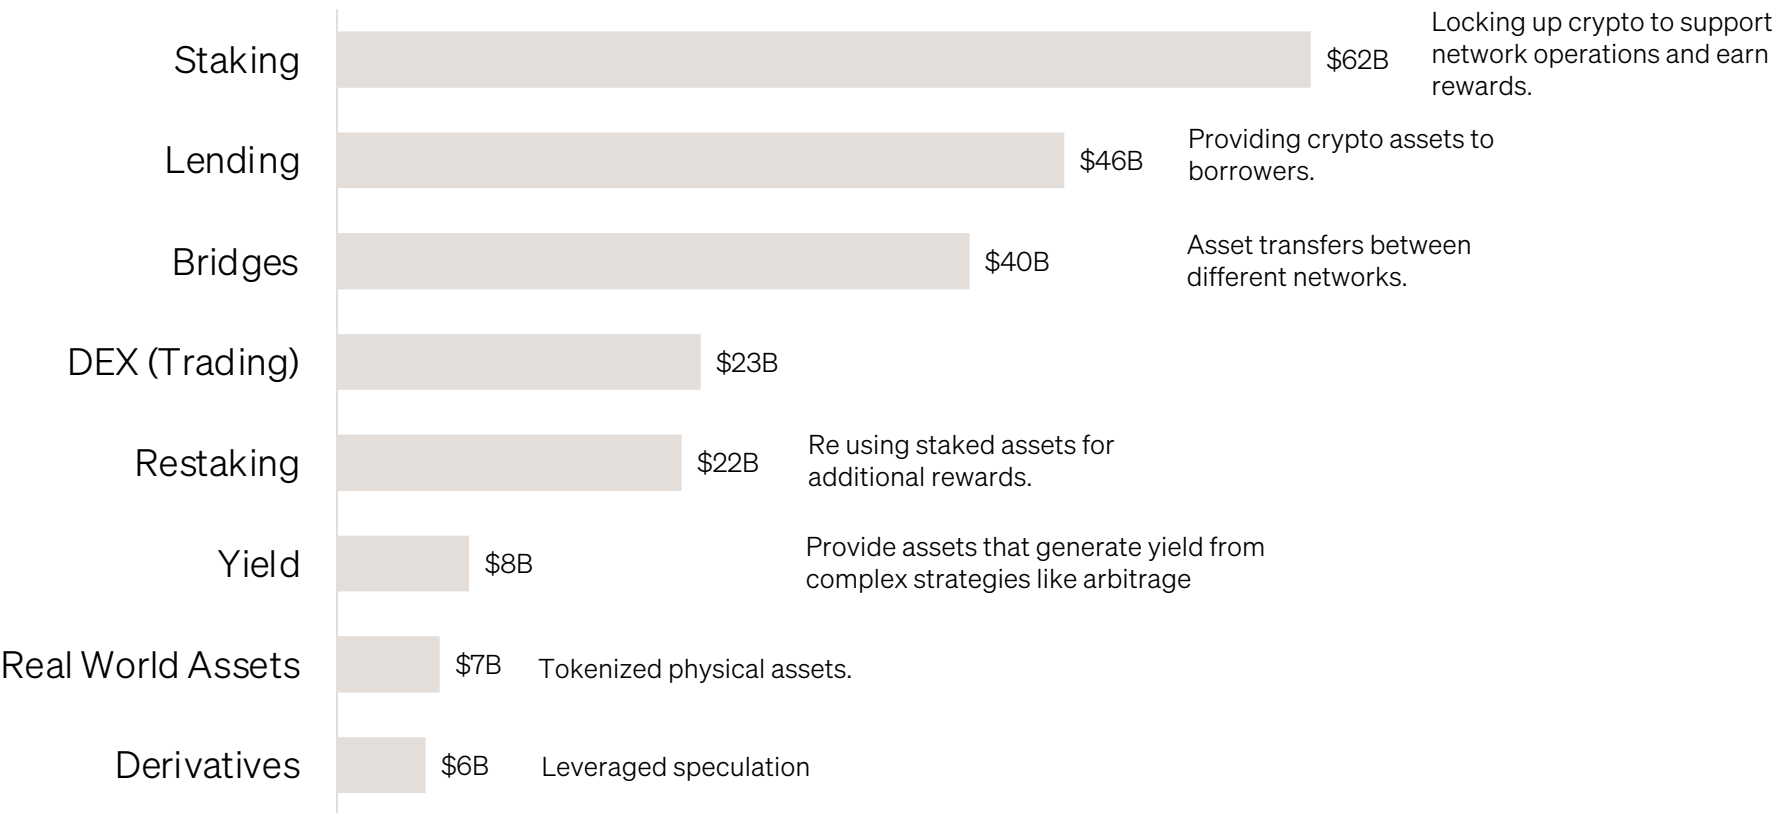 Staking
$62B
Locking up crypto to support
network operations and earn
rewards.
Lending
$46B
Providing crypto assets to
borrowers.
Bridges
$40B
Asset transfers between
different networks.
DEX (Trading)
$23B
Restaking
$22B
Re using staked assets for
additional rewards.
Yield
$8B
Provide assets that generate yield from
complex strategies like arbitrage
Real World Assets
$7B
Tokenized physical assets.
Derivatives
$6B
Leveraged speculation